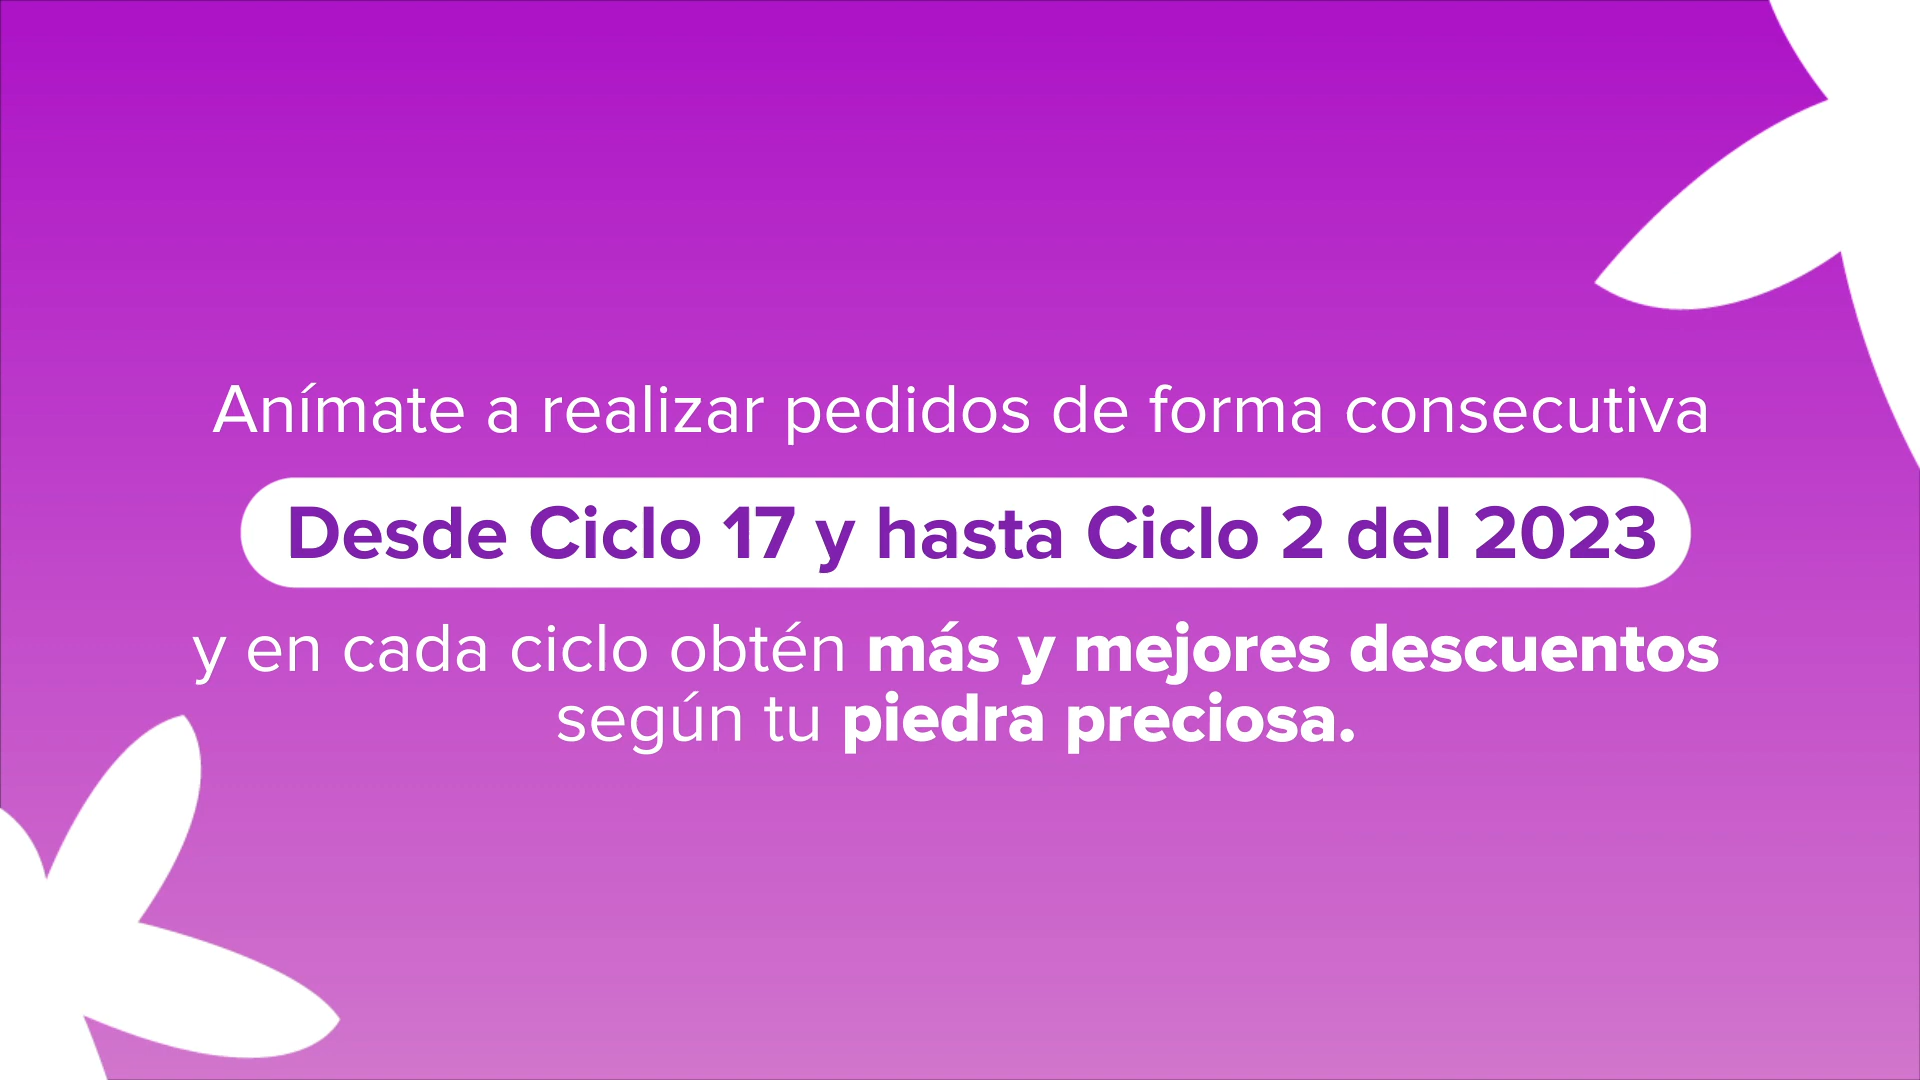 Anímate a realizar pedidos de forma consecutiva
Desde Ciclo 17 y hasta Ciclo 2 del 2023
y en cada ciclo obtén más y mejores descuentos
según tu piedra preciosa.